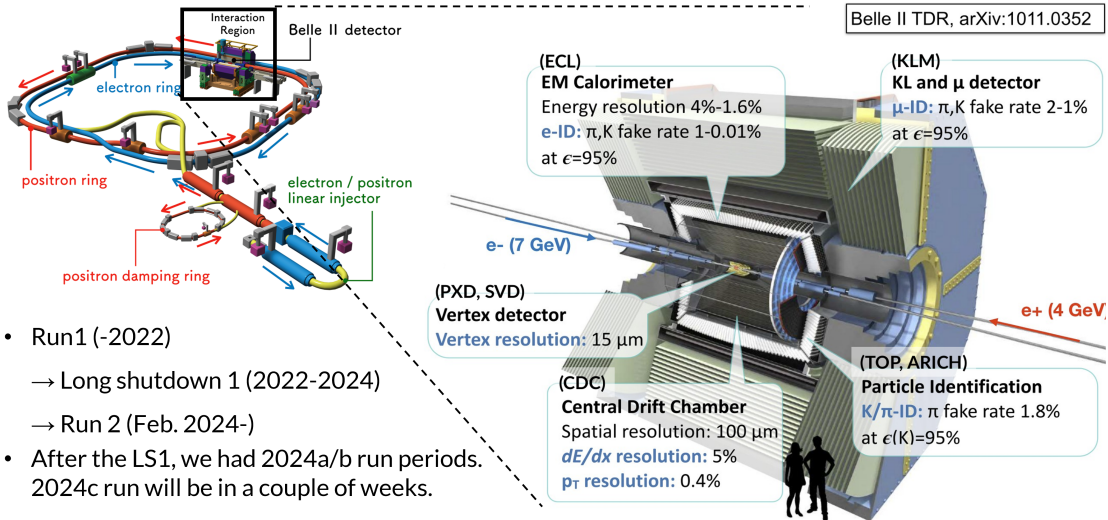 Interaction
Region
Belle II detector
electron ring
positron ring
electron / positron
linear injector
positron damping ring
Belle II TDR, arXiv:1011.0352
(ECL)
EM Calorimeter
Energy resolution 4%-1.6%
e-ID: π,K fake rate 1-0.01%
at ϵ=95%
(KLM)
KL and μ detector
μ-ID: π,K fake rate 2-1%
at ϵ=95%
e- (7 GeV)
e+ (4 GeV)
(PXD, SVD)
Vertex detector
Vertex resolution: 15 μm
(CDC)
Central Drift Chamber
Spatial resolution: 100 μm
dE/dx resolution: 5%
pT resolution: 0.4%
(TOP, ARICH)
Particle Identification
K/π-ID: π fake rate 1.8%
at ϵ(K)=95%
• Run1 (-2022)
→ Long shutdown 1 (2022-2024)
→ Run 2 (Feb. 2024-)
• After the LS1, we had 2024a/b run periods.
2024c run will be in a couple of weeks.